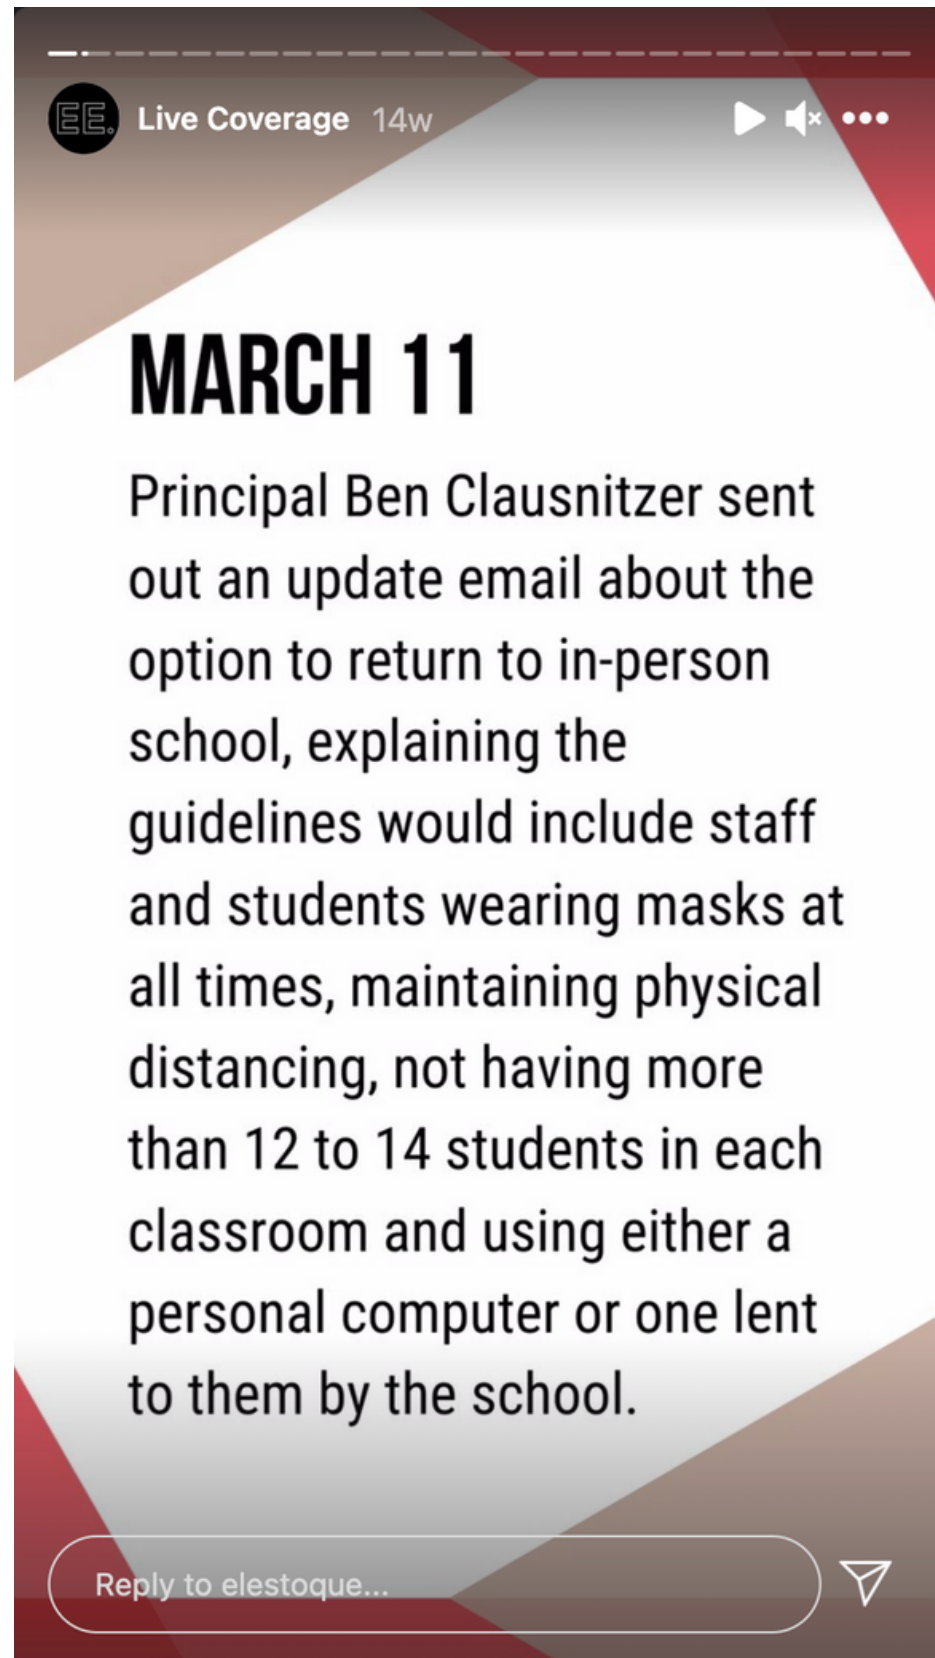 EE.
Live Coverage 14w
MARCH 11
Principal Ben Clausnitzer sent
out an update email about the
option to return to in-person
school, explaining the
guidelines would include staff
and students wearing masks at
all times, maintaining physical
distancing, not having more
than 12 to 14 students in each
classroom and using either a
personal computer or one lent
to them by the school.
Reply to elestoque...